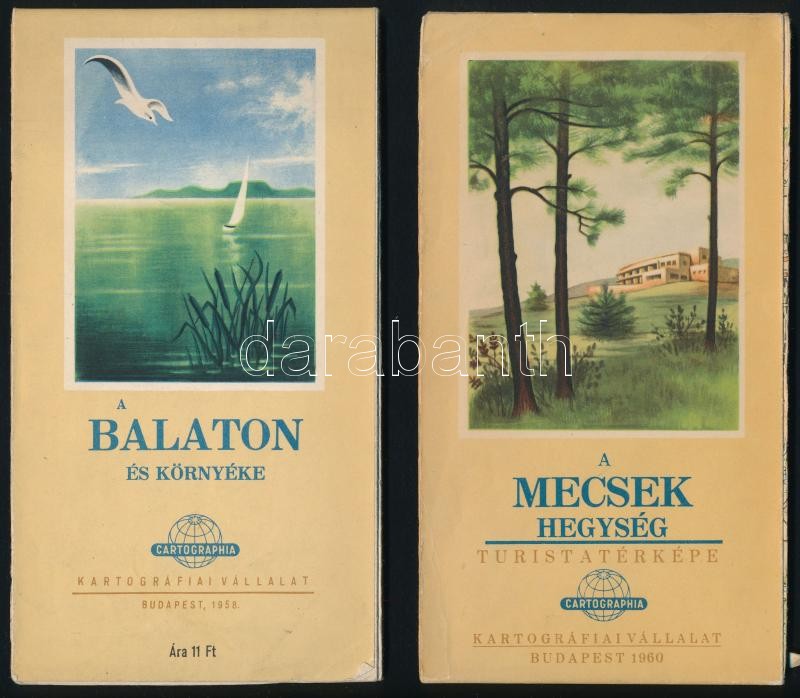 A
BALATON
ÉS KÖRNYÉKE
CARTOGRAPHIA
KARTOGRÁFIAI VÁLLALAT
BUDAPEST, 1958.
Ára 11 Ft
A
MECSEK
HEGYSÉG
TURISTATÉRKÉPE
CARTOGRAPHIA
KARTOGRÁFIAI VÁLLALAT
BUDAPEST 1960
darabanth